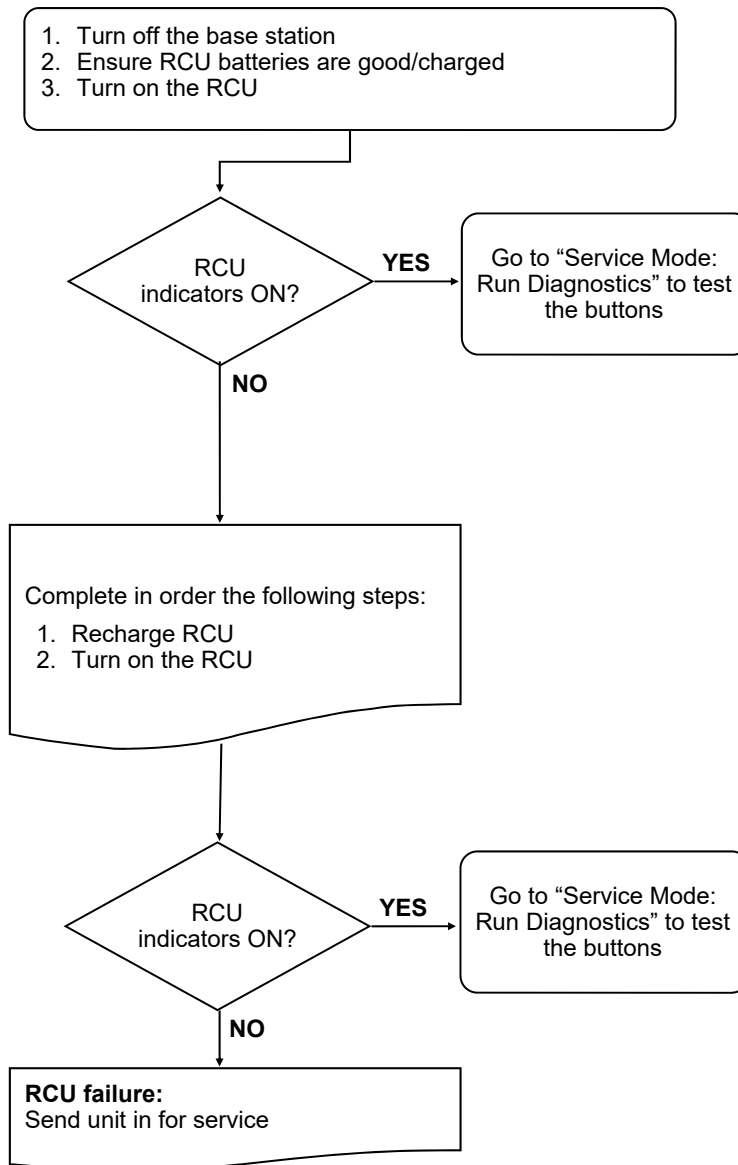 1. Turn off the base station
2. Ensure RCU batteries are good/charged
3. Turn on the RCU
RCU
indicators ON?
YES
Go to “Service Mode:
Run Diagnostics” to test
the buttons
NO
Complete in order the following steps:
1. Recharge RCU
2. Turn on the RCU
RCU
indicators ON?
YES
Go to “Service Mode:
Run Diagnostics” to test
the buttons
NO
RCU failure:
Send unit in for service